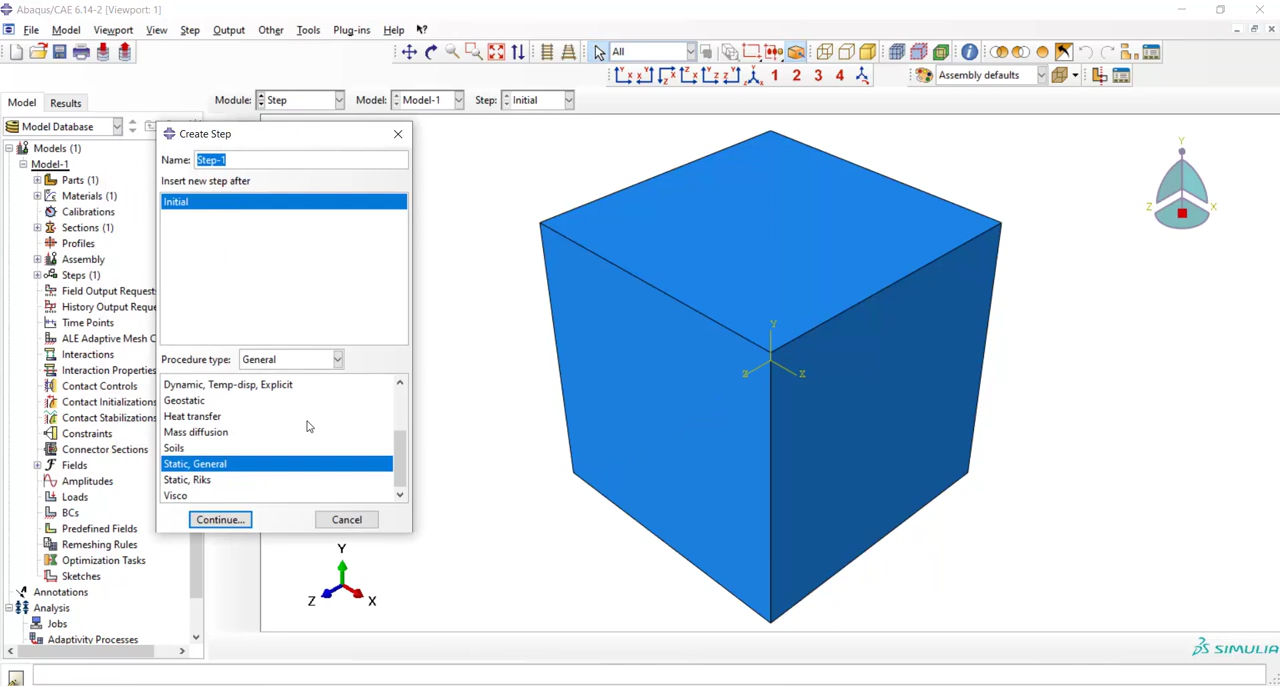 Abaqus/CAE 6.14-2 [Viewport: 1]
File Model Viewport View Step Output Other Tools Plug-ins Help
All
1 2 3 4 Assembly defaults
Model Results Module: Step Model: Model-1 Step: Initial
Model Database
Models (1)
Model-1
Parts (1)
Materials (1)
Calibrations
Sections (1)
Profiles
Assembly
Steps (1)
Field Output Request
History Output Reque
Time Points
ALE Adaptive Mesh C
Interactions
Interaction Properties
Contact Controls
Contact Initializations
Contact Stabilizations
Constraints
Connector Sections
Fields
Amplitudes
Loads
BCs
Predefined Fields
Remeshing Rules
Optimization Tasks
Sketches
Annotations
Analysis
Jobs
Adaptivity Processes
Create Step
Name: Step-1
Insert new step after
Initial
Procedure type: General
Dynamic, Temp-disp, Explicit
Geostatic
Heat transfer
Mass diffusion
Soils
Static, General
Static, Riks
Visco
Continue... Cancel
Y
Z X
Y
Z X
Y
Z X
SIMULIA